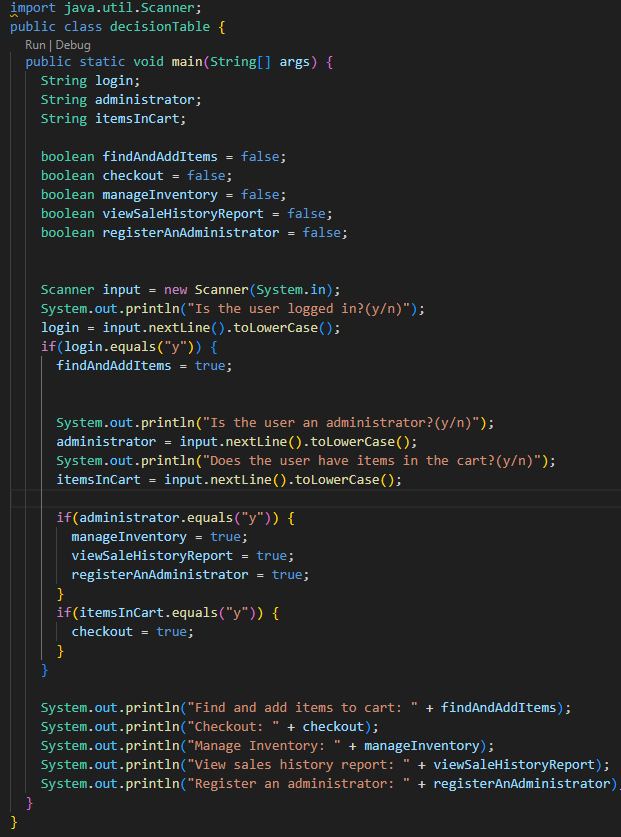 import java.util.Scanner;
public class decisionTable {
Run | Debug
public static void main(String[] args) {
String login;
String administrator;
String itemsInCart;
boolean findAndAddItems = false;
boolean checkout = false;
boolean manageInventory = false;
boolean viewSaleHistoryReport = false;
boolean registerAnAdministrator = false;
Scanner input = new Scanner(System.in);
System.out.println("Is the user logged in?(y/n)");
login = input.nextLine().toLowerCase();
if(login.equals("y")) {
findAndAddItems = true;
System.out.println("Is the user an administrator?(y/n)");
administrator = input.nextLine().toLowerCase();
System.out.println("Does the user have items in the cart?(y/n)");
itemsInCart = input.nextLine().toLowerCase();
if(administrator.equals("y")) {
manageInventory = true;
viewSaleHistoryReport = true;
registerAnAdministrator = true;
}
if(itemsInCart.equals("y")) {
checkout = true;
}
}
System.out.println("Find and add items to cart: " + findAndAddItems);
System.out.println("Checkout: " + checkout);
System.out.println("Manage Inventory: " + manageInventory);
System.out.println("View sales history report: " + viewSaleHistoryReport);
System.out.println("Register an administrator: " + registerAnAdministrator)
}
}